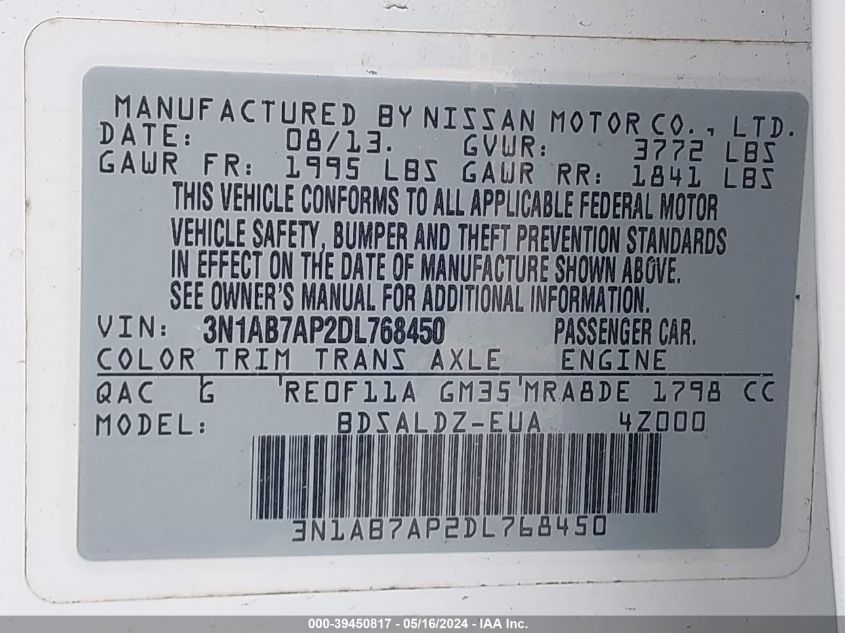 MANUFACTURED BY NISSAN MOTOR CO., LTD.
DATE: 08/13. GVWR: 3772 LBS
GAWR FR: 1995 LBS GAWR RR: 1841 LBS
THIS VEHICLE CONFORMS TO ALL APPLICABLE FEDERAL MOTOR
VEHICLE SAFETY, BUMPER AND THEFT PREVENTION STANDARDS
IN EFFECT ON THE DATE OF MANUFACTURE SHOWN ABOVE.
SEE OWNER'S MANUAL FOR ADDITIONAL INFORMATION.
VIN: 3N1AB7AP2DL768450 PASSENGER CAR.
COLOR TRIM TRANS AXLE ENGINE
QAC G RE0F11A GM35 MRA8DE 1798 CC
MODEL: BDSALDZ-EUA 4Z000
3N1AB7AP2DL768450
000-39450817 - 05/16/2024 - IAA Inc.